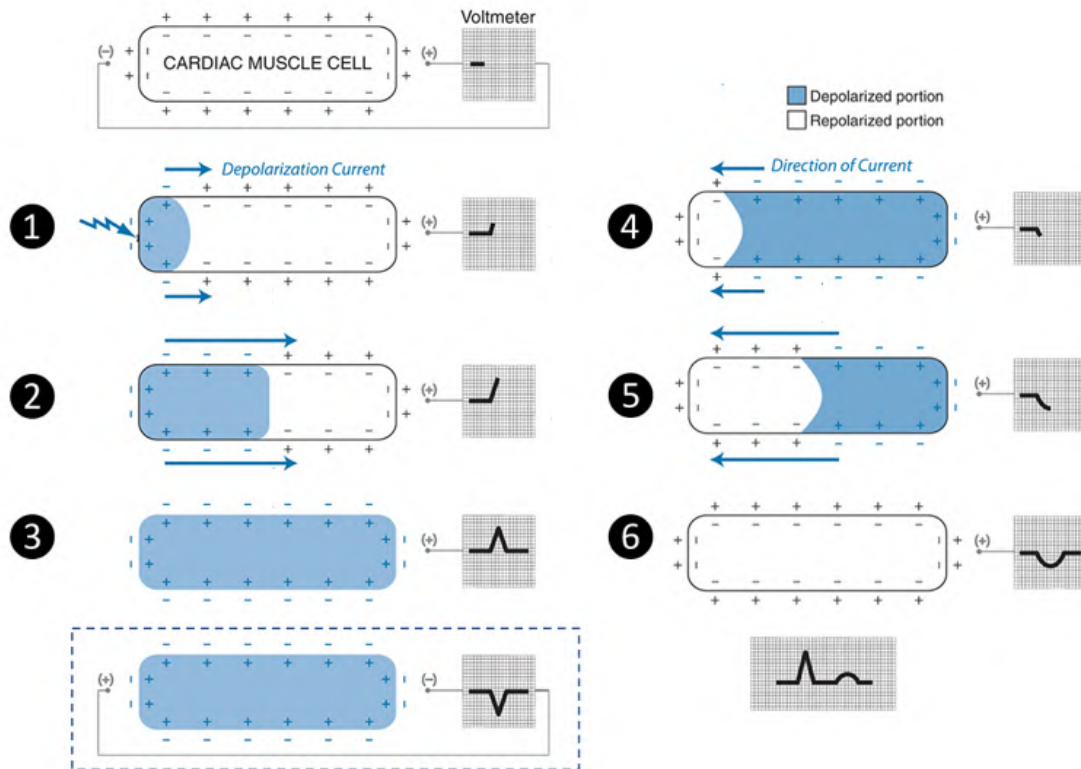 Voltmeter
+ + + + + +
(−) + − − − − − − + (+)
CARDIAC MUSCLE CELL
+ − − − − − − +
+ + + + + +
Depolarized portion
Repolarized portion
Depolarization Current
− + + + + +
1
+ − − − − −
− + + (+)
− + +
+ − − − − −
− + + + + +
− − − + + +
2
+ + + − − −
− + + (+)
− + +
+ + + − − −
− − − + + +
− − − − − −
3
+ + + + + +
− + + − (+)
− + + −
+ + + + + +
− − − − − −
− − − − − −
+ + + + + +
(+) − + + − (−)
− + + −
+ + + + + +
− − − − − −
Direction of Current
+ − − − − −
4
− + + + + +
+ + − (+)
+ + −
− + + + + +
+ − − − − −
+ + + − − −
5
− − − + + +
+ + − (+)
+ + −
− − − + + +
+ + + − − −
+ + + + + +
6
− − − − − −
+ + (+)
+ +
− − − − − −
+ + + + + +